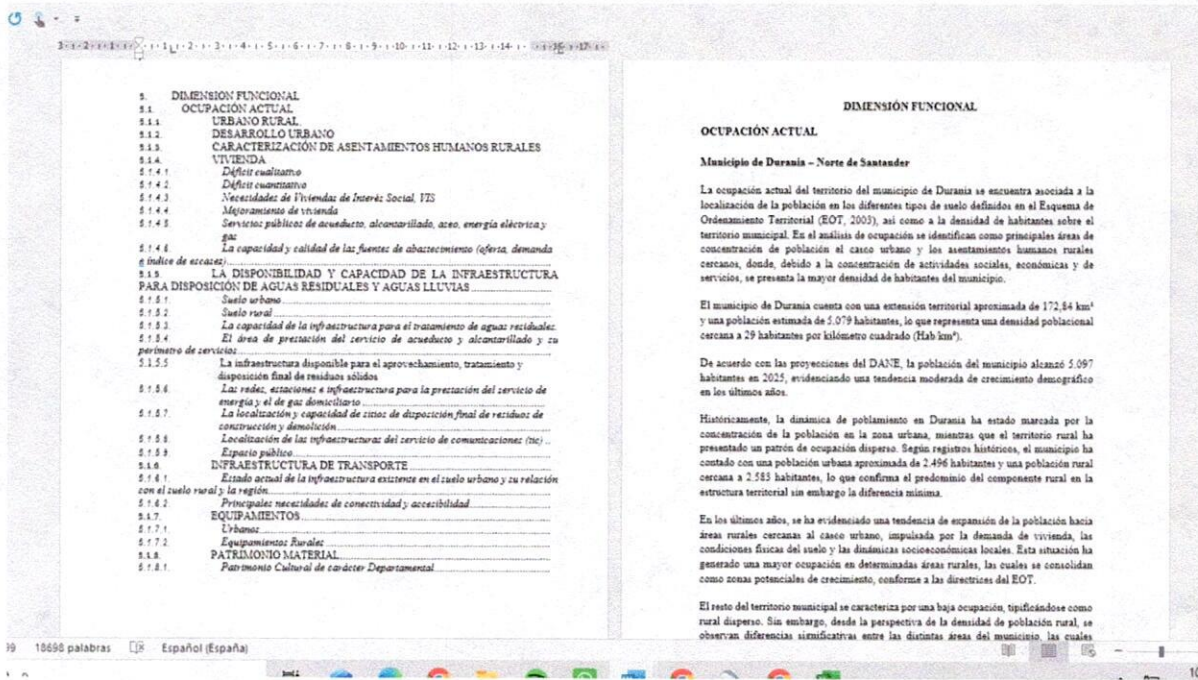 3 · 2 · 1 · 1 · 2 · 3 · 4 · 5 · 6 · 7 · 8 · 9 · 10 · 11 · 12 · 13 · 14 · 16 · 17
5. DIMENSIÓN FUNCIONAL
5.1. OCUPACIÓN ACTUAL
5.1.1. URBANO RURAL
5.1.2. DESARROLLO URBANO
5.1.3. CARACTERIZACIÓN DE ASENTAMIENTOS HUMANOS RURALES
5.1.4. VIVIENDA
5.1.4.1. Déficit cualitativo
5.1.4.2. Déficit cuantitativo
5.1.4.3. Necesidades de Viviendas de Interés Social, VIS
5.1.4.4. Mejoramiento de vivienda
5.1.4.5. Servicios públicos de acueducto, alcantarillado, aseo, energía eléctrica y
gas
5.1.4.6. La capacidad y calidad de las fuentes de abastecimiento (oferta, demanda
e índice de escasez)
5.1.5. LA DISPONIBILIDAD Y CAPACIDAD DE LA INFRAESTRUCTURA
PARA DISPOSICIÓN DE AGUAS RESIDUALES Y AGUAS LLUVIAS
5.1.5.1. Suelo urbano
5.1.5.2. Suelo rural
5.1.5.3. La capacidad de la infraestructura para el tratamiento de aguas residuales.
5.1.5.4. El área de prestación del servicio de acueducto y alcantarillado y su
perímetro de servicios
5.1.5.5 La infraestructura disponible para el aprovechamiento, tratamiento y
disposición final de residuos sólidos
5.1.5.6. Las redes, estaciones e infraestructura para la prestación del servicio de
energía y el de gas domiciliario
5.1.5.7. La localización y capacidad de sitios de disposición final de residuos de
construcción y demolición
5.1.5.8. Localización de las infraestructuras del servicio de comunicaciones (tic)
5.1.5.9. Espacio público
5.1.6. INFRAESTRUCTURA DE TRANSPORTE
5.1.6.1. Estado actual de la infraestructura existente en el suelo urbano y su relación
con el suelo rural y la región
5.1.6.2. Principales necesidades de conectividad y accesibilidad
5.1.7. EQUIPAMIENTOS
5.1.7.1. Urbanos
5.1.7.2. Equipamientos Rurales
5.1.8. PATRIMONIO MATERIAL
5.1.8.1. Patrimonio Cultural de carácter Departamental
DIMENSIÓN FUNCIONAL
OCUPACIÓN ACTUAL
Municipio de Durania – Norte de Santander
La ocupación actual del territorio del municipio de Durania se encuentra asociada a la
localización de la población en los diferentes tipos de suelo definidos en el Esquema de
Ordenamiento Territorial (EOT, 2003), así como a la densidad de habitantes sobre el
territorio municipal. En el análisis de ocupación se identifican como principales áreas de
concentración de población el casco urbano y los asentamientos humanos rurales
cercanos, donde, debido a la concentración de actividades sociales, económicas y de
servicios, se presenta la mayor densidad de habitantes del municipio.
El municipio de Durania cuenta con una extensión territorial aproximada de 172,84 km²
y una población estimada de 5.079 habitantes, lo que representa una densidad poblacional
cercana a 29 habitantes por kilómetro cuadrado (Hab km²).
De acuerdo con las proyecciones del DANE, la población del municipio alcanzó 5.097
habitantes en 2025, evidenciando una tendencia moderada de crecimiento demográfico
en los últimos años.
Históricamente, la dinámica de poblamiento en Durania ha estado marcada por la
concentración de la población en la zona urbana, mientras que el territorio rural ha
presentado un patrón de ocupación disperso. Según registros históricos, el municipio ha
contado con una población urbana aproximada de 2.496 habitantes y una población rural
cercana a 2.583 habitantes, lo que confirma el predominio del componente rural en la
estructura territorial sin embargo la diferencia minima.
En los últimos años, se ha evidenciado una tendencia de expansión de la población hacia
áreas rurales cercanas al casco urbano, impulsada por la demanda de vivienda, las
condiciones físicas del suelo y las dinámicas socioeconómicas locales. Esta situación ha
generado una mayor ocupación en determinadas áreas rurales, las cuales se consolidan
como zonas potenciales de crecimiento, conforme a las directrices del EOT.
El resto del territorio municipal se caracteriza por una baja ocupación, tipificándose como
rural disperso. Sin embargo, desde la perspectiva de la densidad de población rural, se
observan diferencias significativas entre las distintas áreas del municipio, las cuales
18698 palabras Español (España)